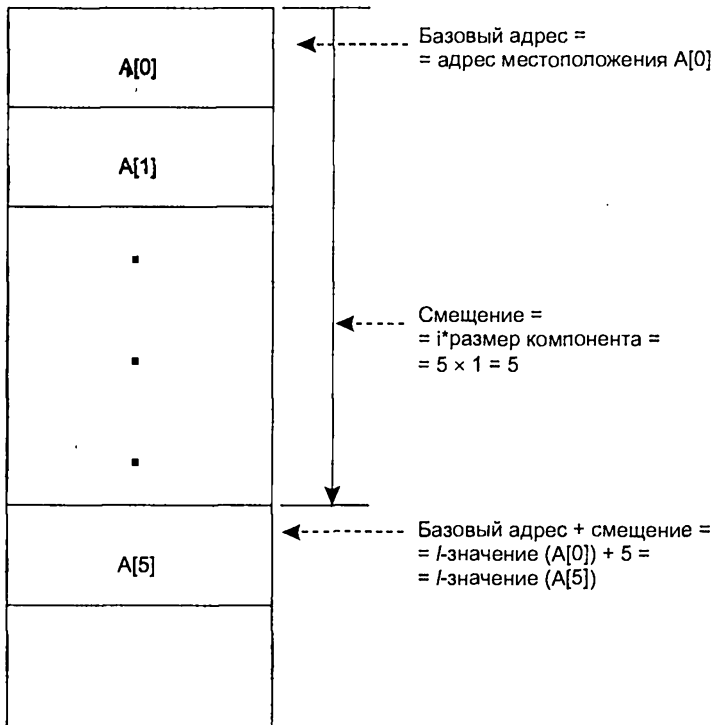 A[0]
Базовый адрес =
= адрес местоположения A[0]
A[1]
Смещение =
= i*размер компонента =
= 5 × 1 = 5
Базовый адрес + смещение =
= l-значение (A[0]) + 5 =
= l-значение (A[5])
A[5]